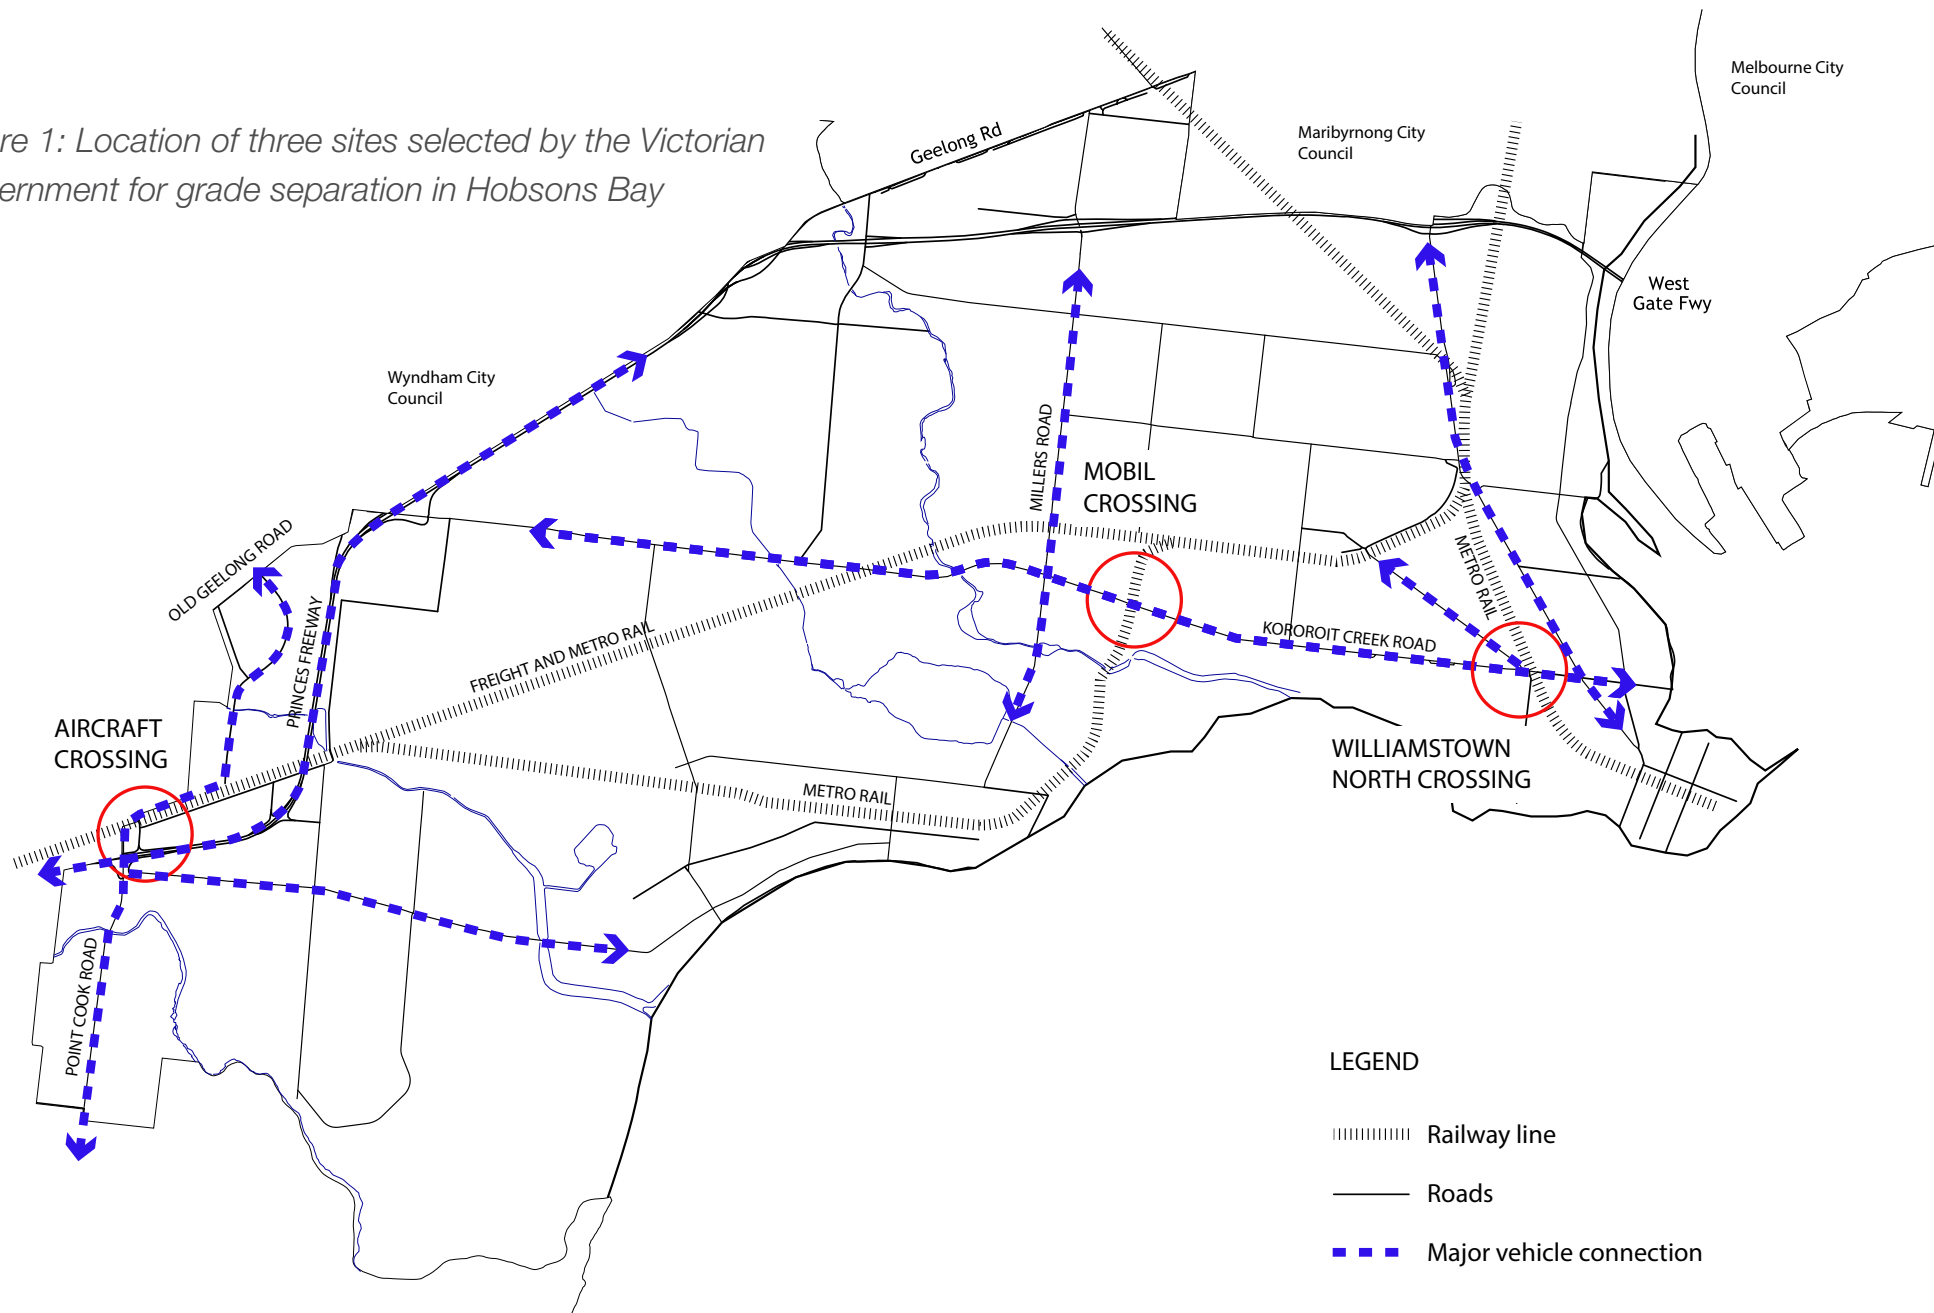 re 1: Location of three sites selected by the Victorian
ernment for grade separation in Hobsons Bay
Melbourne City
Council
Maribyrnong City
Council
Geelong Rd
West
Gate Fwy
Wyndham City
Council
MILLERS ROAD
MOBIL
CROSSING
OLD GEELONG ROAD
PRINCES FREEWAY
FREIGHT AND METRO RAIL
METRO RAIL
KOROROIT CREEK ROAD
AIRCRAFT
CROSSING
WILLIAMSTOWN
NORTH CROSSING
METRO RAIL
POINT COOK ROAD
LEGEND
Railway line
Roads
Major vehicle connection